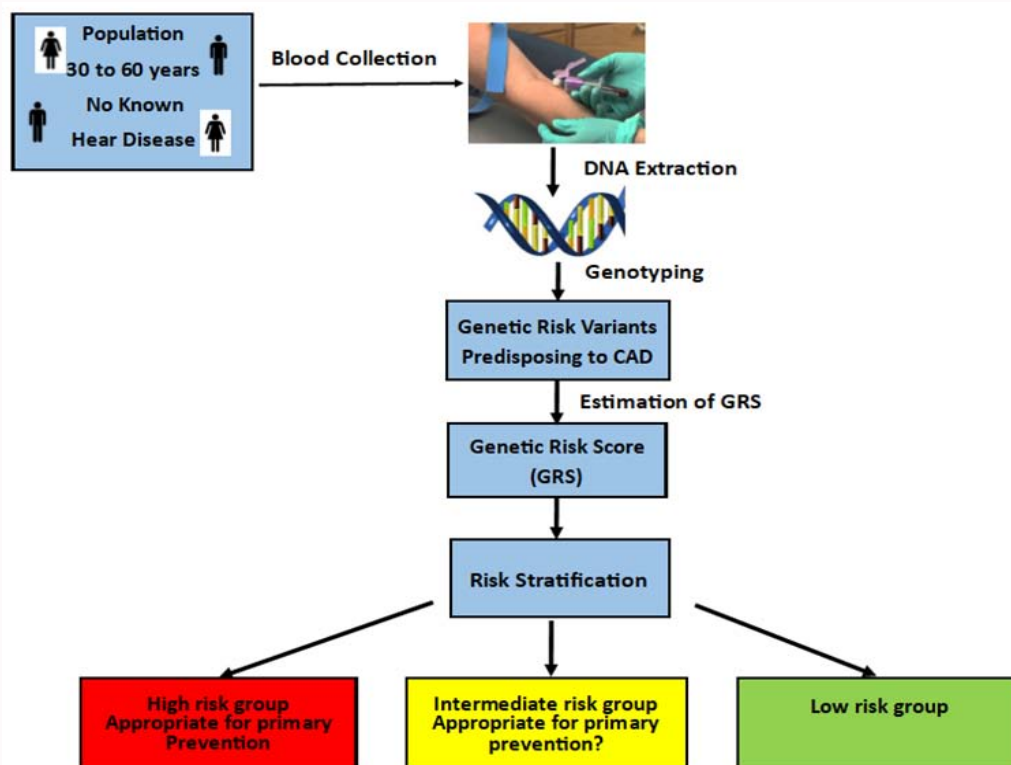 Population
30 to 60 years
No Known
Hear Disease
Blood Collection
DNA Extraction
Genotyping
Genetic Risk Variants
Predisposing to CAD
Estimation of GRS
Genetic Risk Score
(GRS)
Risk Stratification
High risk group
Appropriate for primary
Prevention
Intermediate risk group
Appropriate for primary
prevention?
Low risk group